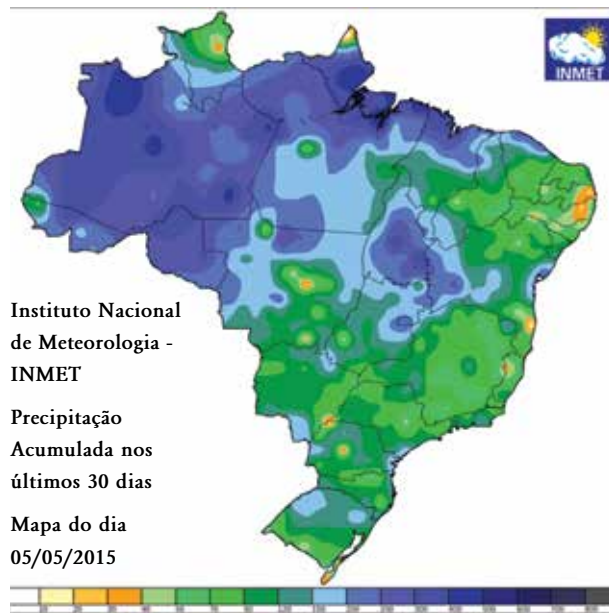 INMET
Instituto Nacional
de Meteorologia -
INMET
Precipitação
Acumulada nos
últimos 30 dias
Mapa do dia
05/05/2015